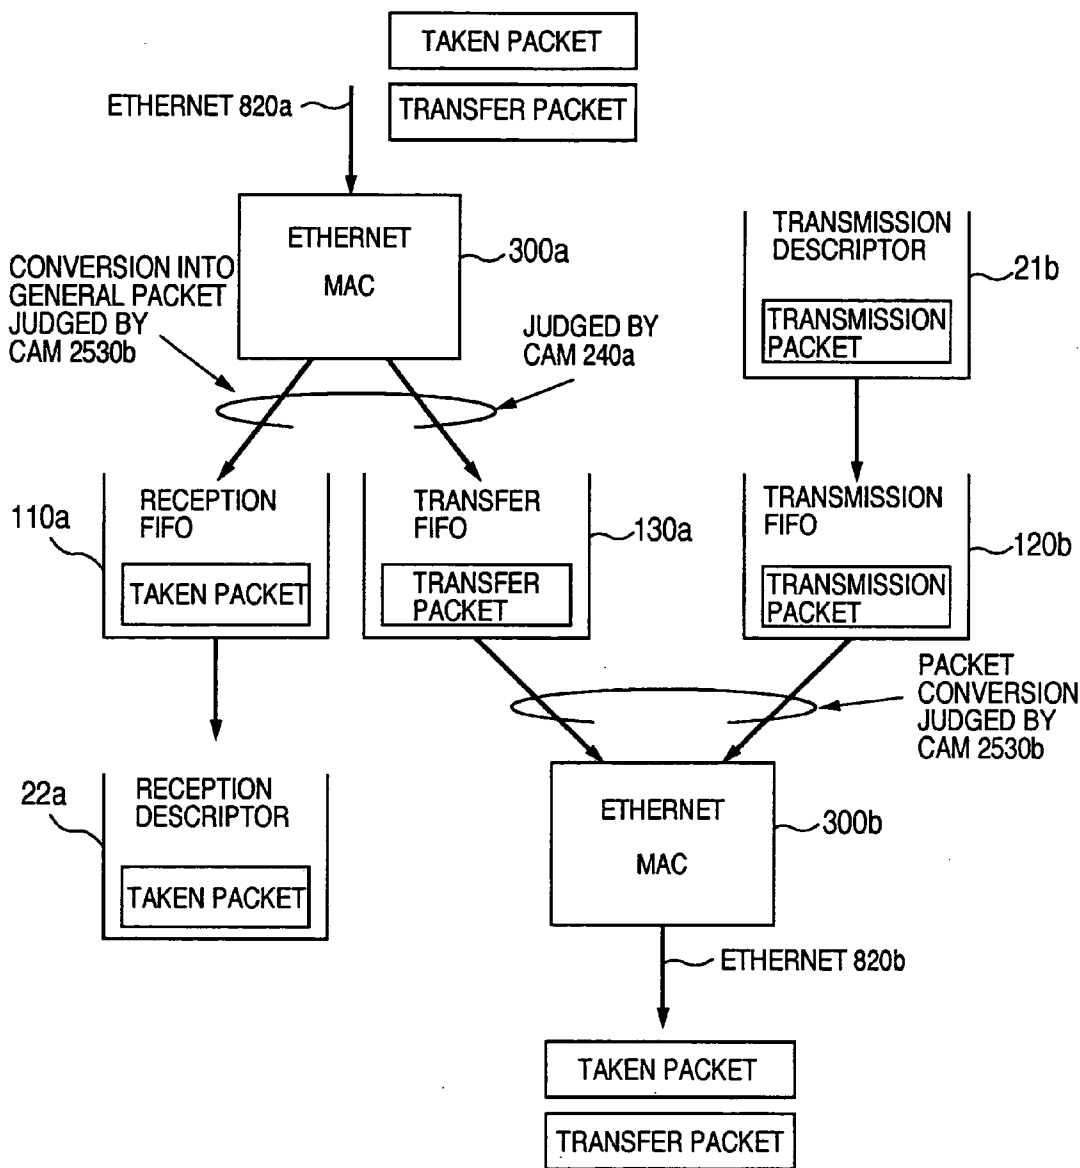 TAKEN PACKET
ETHERNET 820a
TRANSFER PACKET
ETHERNET
MAC
300a
TRANSMISSION
DESCRIPTOR
21b
TRANSMISSION
PACKET
CONVERSION INTO
GENERAL PACKET
JUDGED BY
CAM 2530b
JUDGED BY
CAM 240a
110a
RECEPTION
FIFO
TAKEN PACKET
TRANSFER
FIFO
130a
TRANSFER
PACKET
TRANSMISSION
FIFO
120b
TRANSMISSION
PACKET
PACKET
CONVERSION
JUDGED BY
CAM 2530b
22a
RECEPTION
DESCRIPTOR
TAKEN PACKET
ETHERNET
MAC
300b
ETHERNET 820b
TAKEN PACKET
TRANSFER PACKET